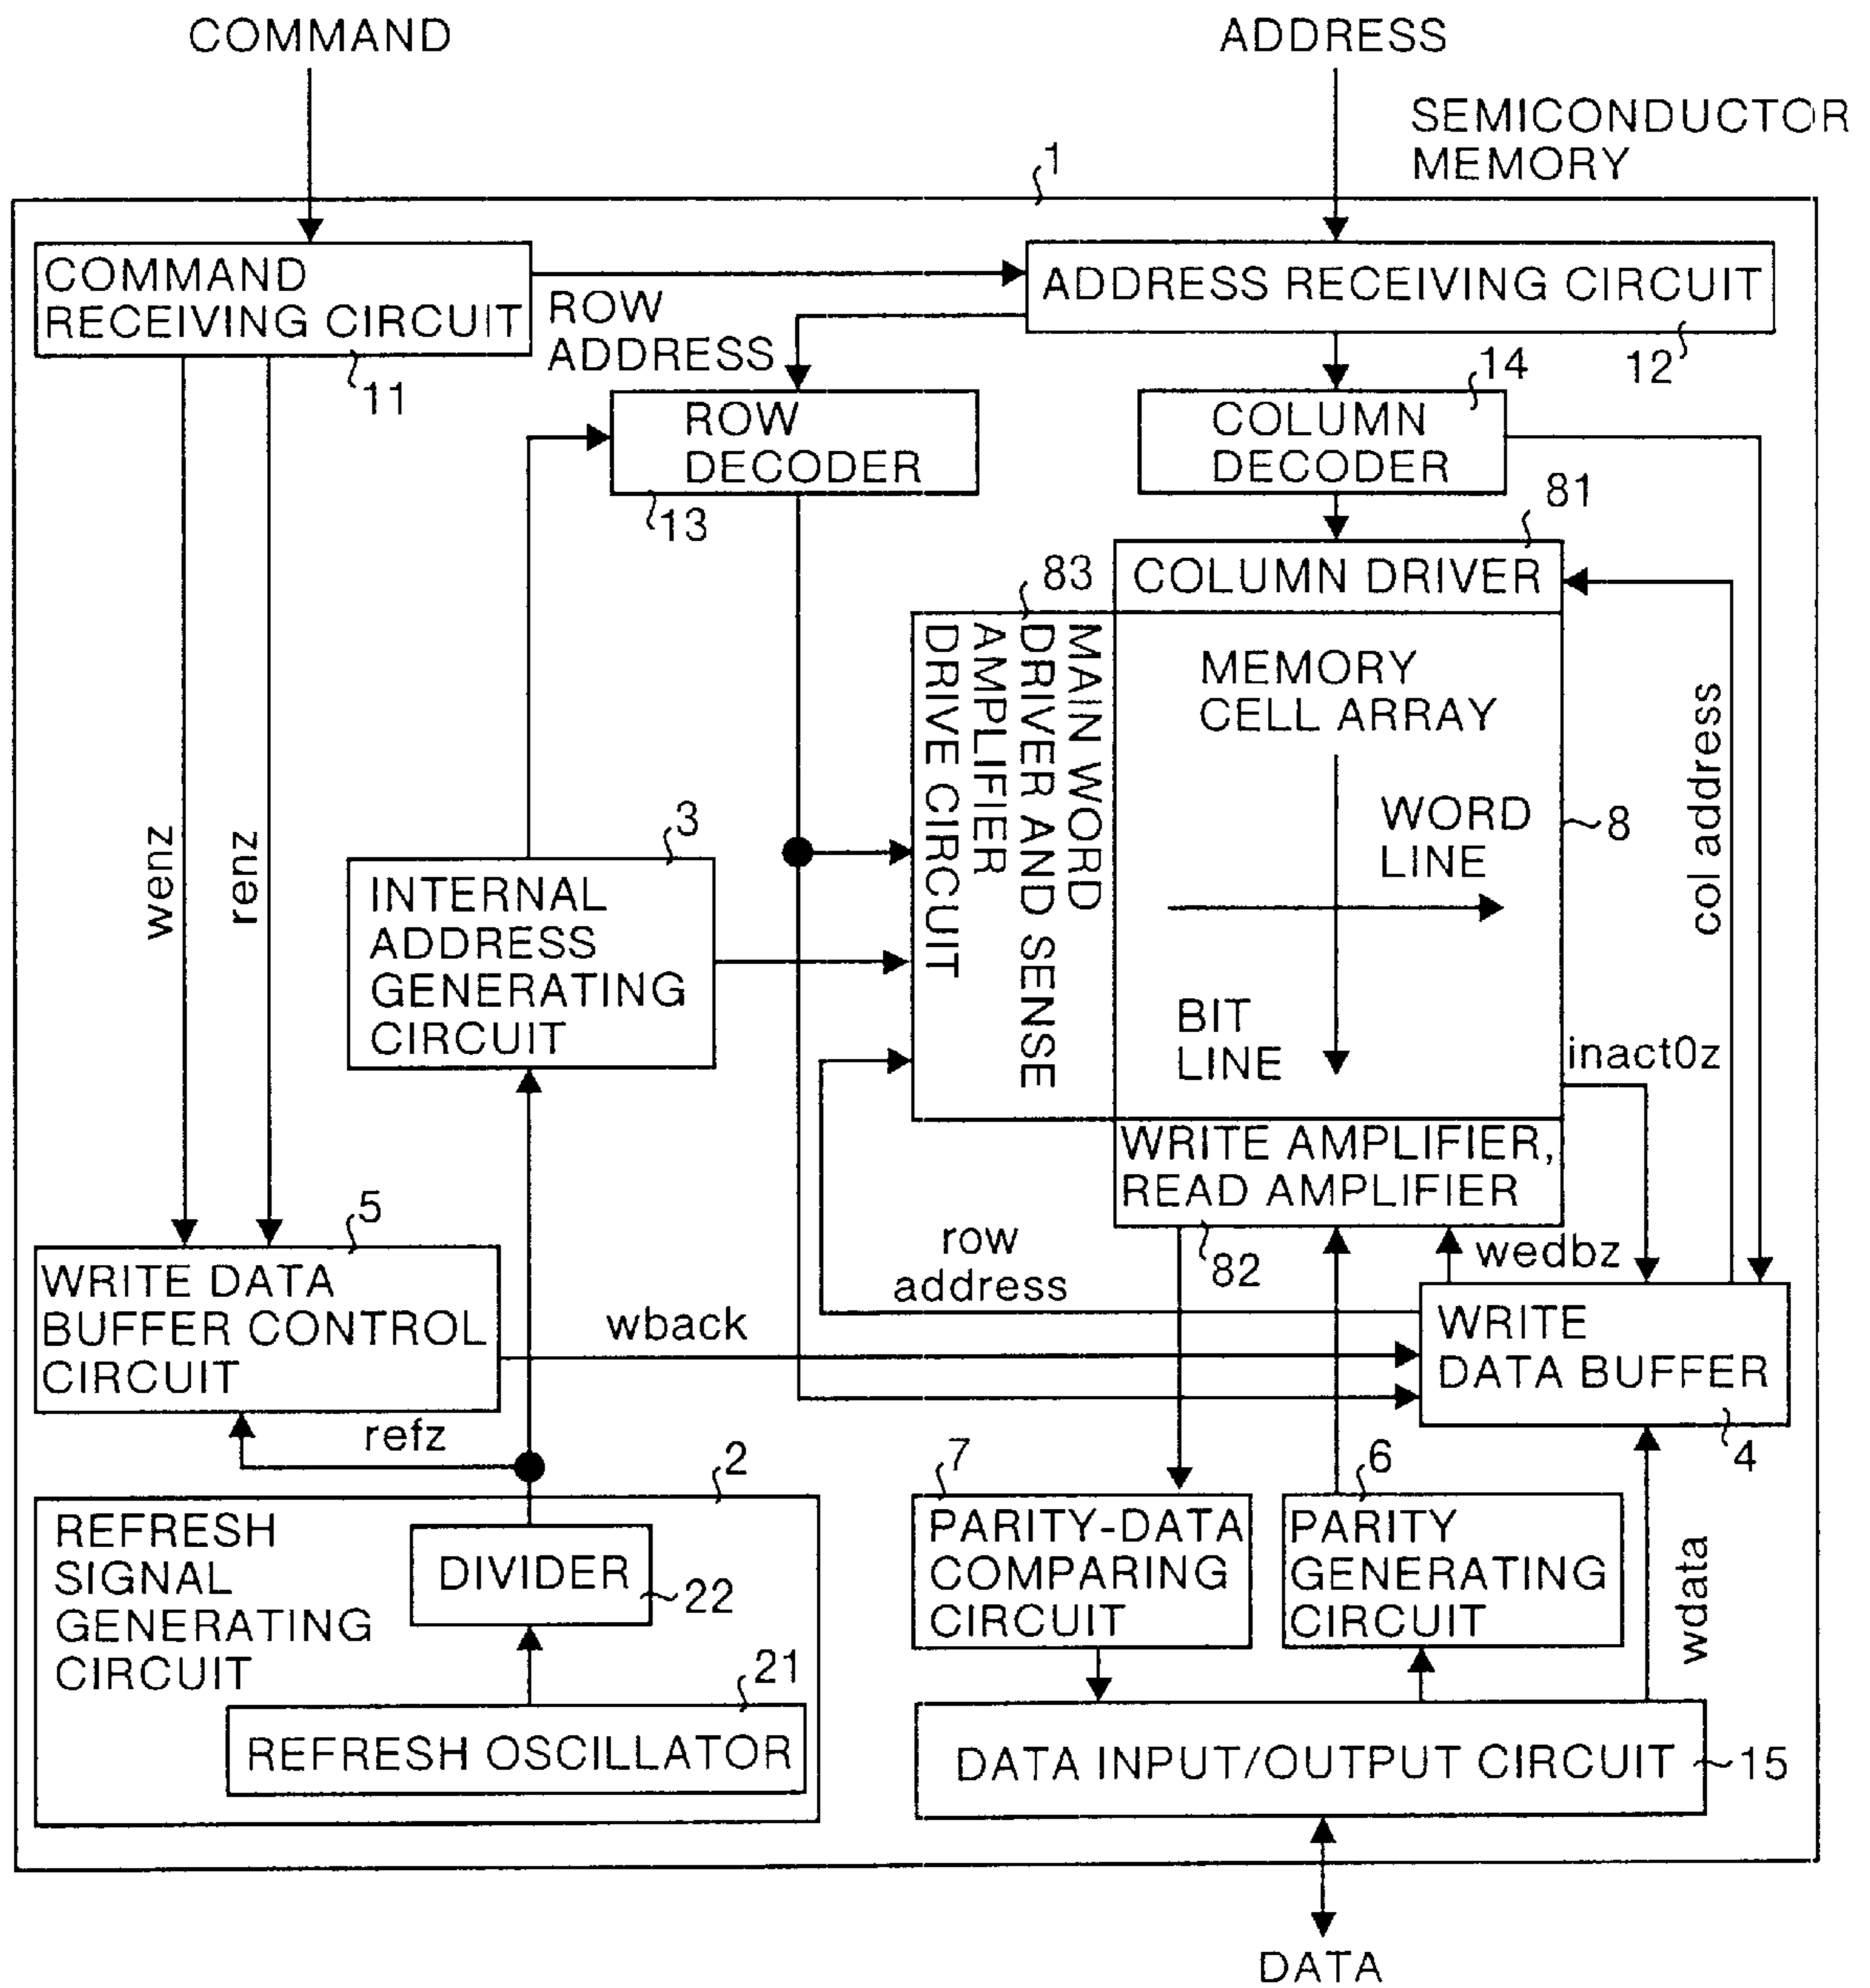 COMMAND
ADDRESS
SEMICONDUCTOR
MEMORY
1
COMMAND
RECEIVING CIRCUIT
11
ROW
ADDRESS
ADDRESS RECEIVING CIRCUIT
12
ROW
DECODER
13
14
COLUMN
DECODER
81
COLUMN DRIVER
83
MAIN WORD
DRIVER AND SENSE
AMPLIFIER
DRIVE CIRCUIT
MEMORY
CELL ARRAY
WORD
LINE
BIT
LINE
8
col address
inact0z
wenz
renz
3
INTERNAL
ADDRESS
GENERATING
CIRCUIT
WRITE AMPLIFIER,
READ AMPLIFIER
82
wedbz
row
address
5
WRITE DATA
BUFFER CONTROL
CIRCUIT
wback
WRITE
DATA BUFFER
4
refz
2
REFRESH
SIGNAL
GENERATING
CIRCUIT
DIVIDER
22
21
REFRESH OSCILLATOR
7
PARITY-DATA
COMPARING
CIRCUIT
6
PARITY
GENERATING
CIRCUIT
wdata
DATA INPUT/OUTPUT CIRCUIT
15
DATA